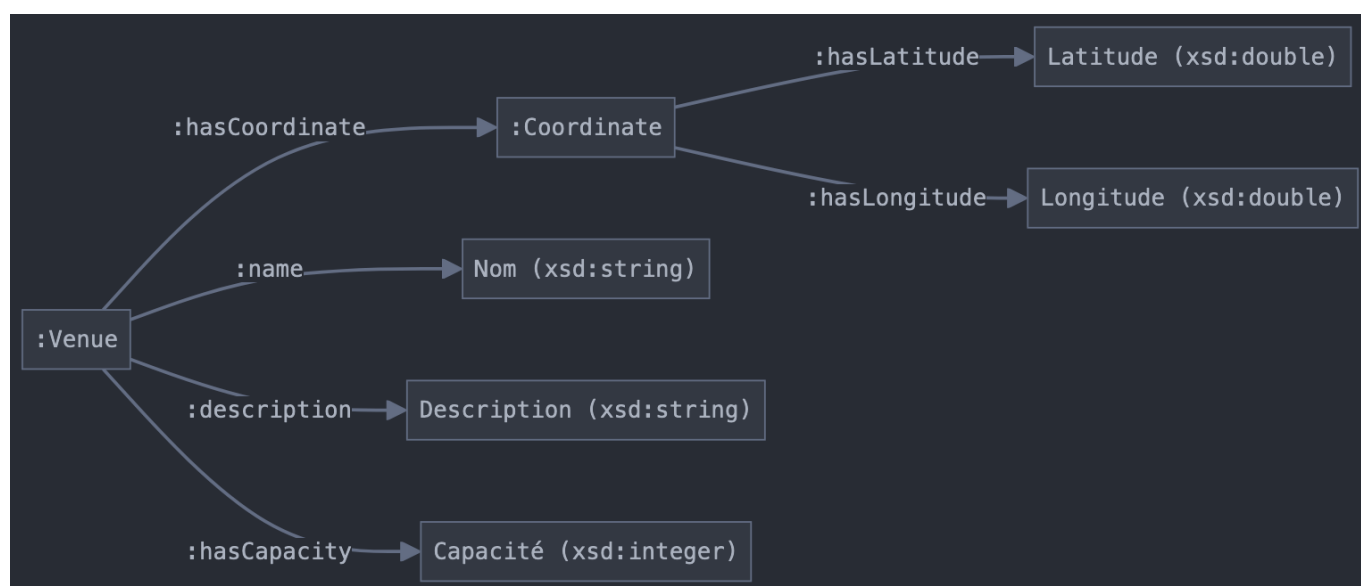 :hasLatitude
Latitude (xsd:double)
:hasCoordinate
:Coordinate
:hasLongitude
Longitude (xsd:double)
:name
Nom (xsd:string)
:Venue
:description
Description (xsd:string)
:hasCapacity
Capacité (xsd:integer)